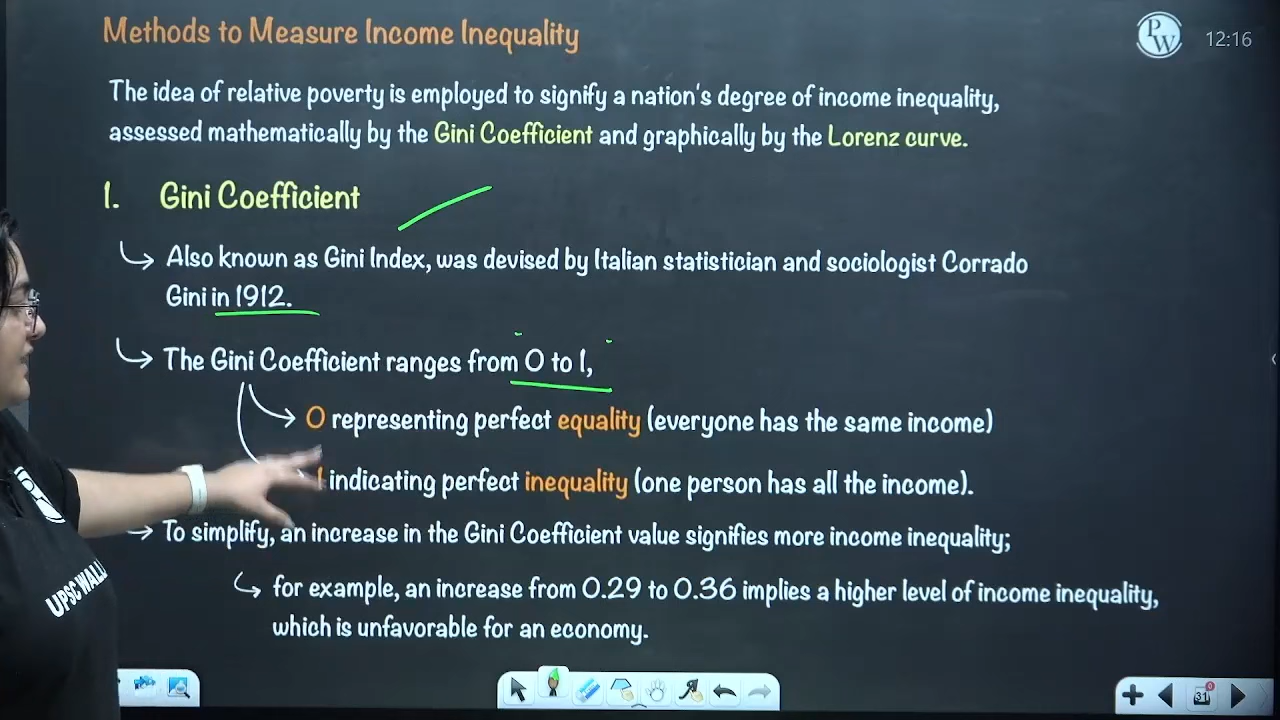 Methods to Measure Income Inequality
PW
12:16
The idea of relative poverty is employed to signify a nation's degree of income inequality,
assessed mathematically by the Gini Coefficient and graphically by the Lorenz curve.
1. Gini Coefficient
Also known as Gini Index, was devised by Italian statistician and sociologist Corrado
Gini in 1912.
The Gini Coefficient ranges from 0 to 1,
0 representing perfect equality (everyone has the same income)
1 indicating perfect inequality (one person has all the income).
To simplify, an increase in the Gini Coefficient value signifies more income inequality;
for example, an increase from 0.29 to 0.36 implies a higher level of income inequality,
which is unfavorable for an economy.
UPSC WALL
31